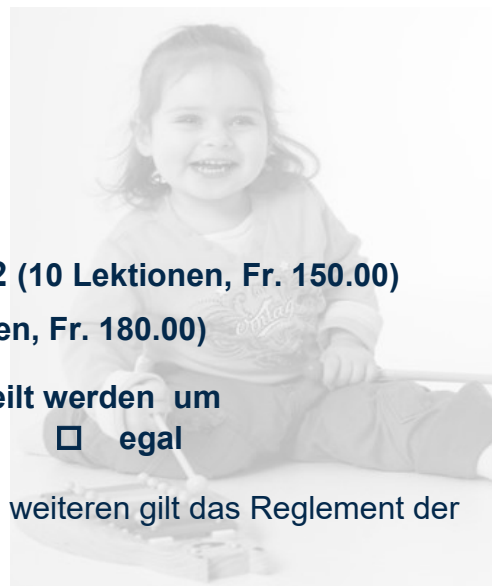 2 (10 Lektionen, Fr. 150.00)
en, Fr. 180.00)
eilt werden um
☐ egal
weiteren gilt das Reglement der